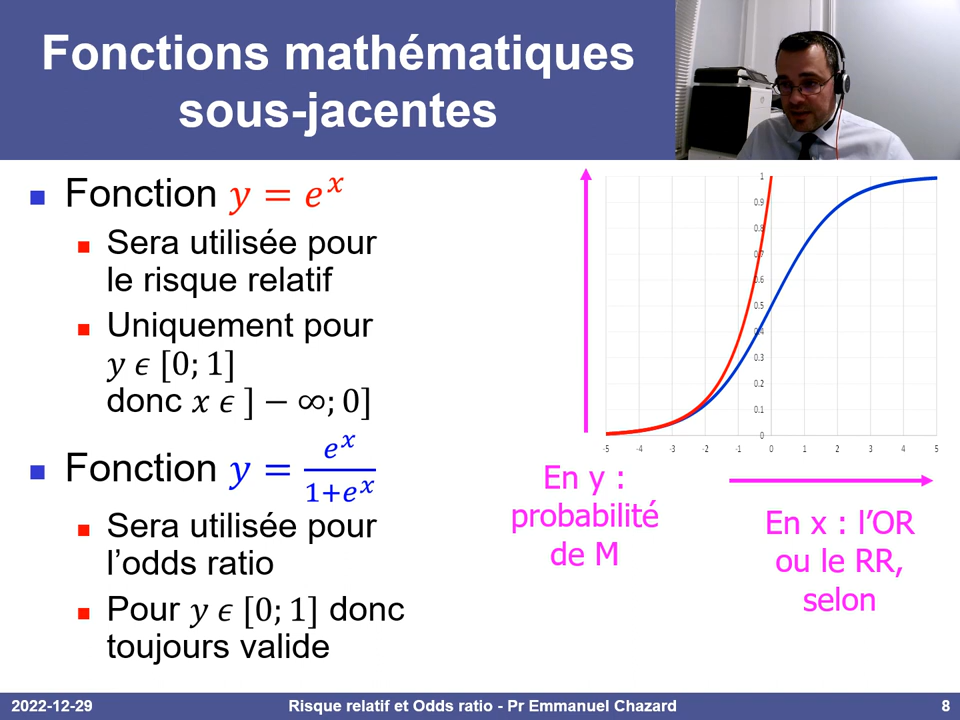 Fonctions mathématiques
sous-jacentes
Fonction y = e^x
Sera utilisée pour
le risque relatif
Uniquement pour
y ϵ [0; 1]
donc x ϵ ] − ∞; 0]
Fonction y = e^x / 1+e^x
Sera utilisée pour
l’odds ratio
Pour y ϵ [0; 1] donc
toujours valide
1
0.9
0.8
0.7
0.6
0.5
0.4
0.3
0.2
0.1
0
-5 -4 -3 -2 -1 0 1 2 3 4 5
En y :
probabilité
de M
En x : l’OR
ou le RR,
selon
2022-12-29 Risque relatif et Odds ratio - Pr Emmanuel Chazard 8